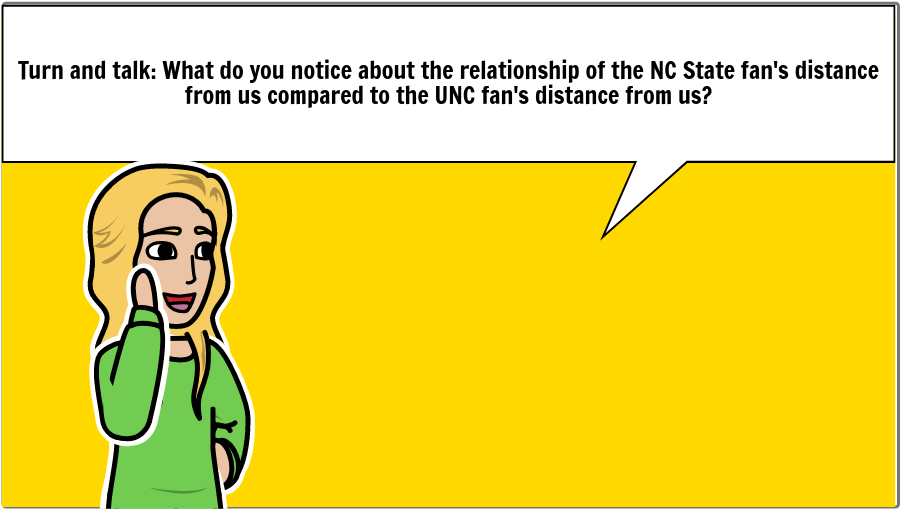 Turn and talk: What do you notice about the relationship of the NC State fan's distance
from us compared to the UNC fan's distance from us?